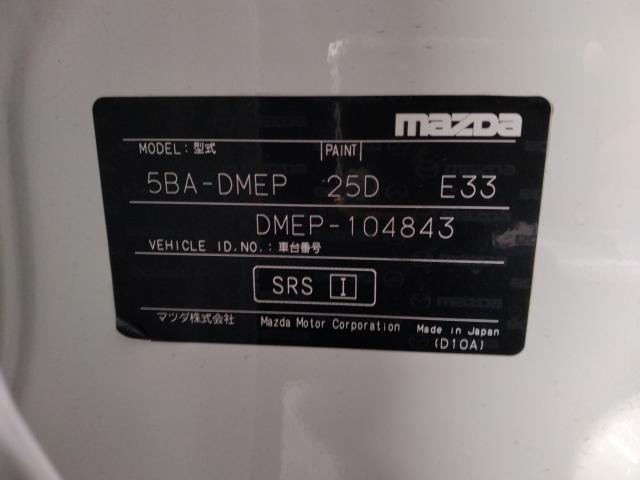 mazda
MODEL : 型式 PAINT
5BA-DMEP 25D E33
DMEP-104843
VEHICLE ID.NO. : 車台番号
SRS I
マツダ株式会社 Mazda Motor Corporation Made in Japan
(D10A)